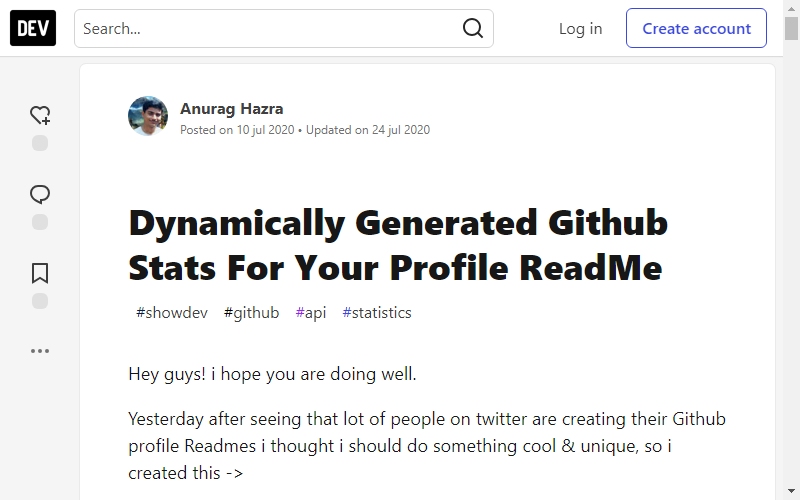 DEV
Search...
Log in
Create account
Anurag Hazra
Posted on 10 jul 2020 • Updated on 24 jul 2020
Dynamically Generated Github
Stats For Your Profile ReadMe
#showdev #github #api #statistics
Hey guys! i hope you are doing well.
Yesterday after seeing that lot of people on twitter are creating their Github
profile Readmes i thought i should do something cool & unique, so i
created this ->